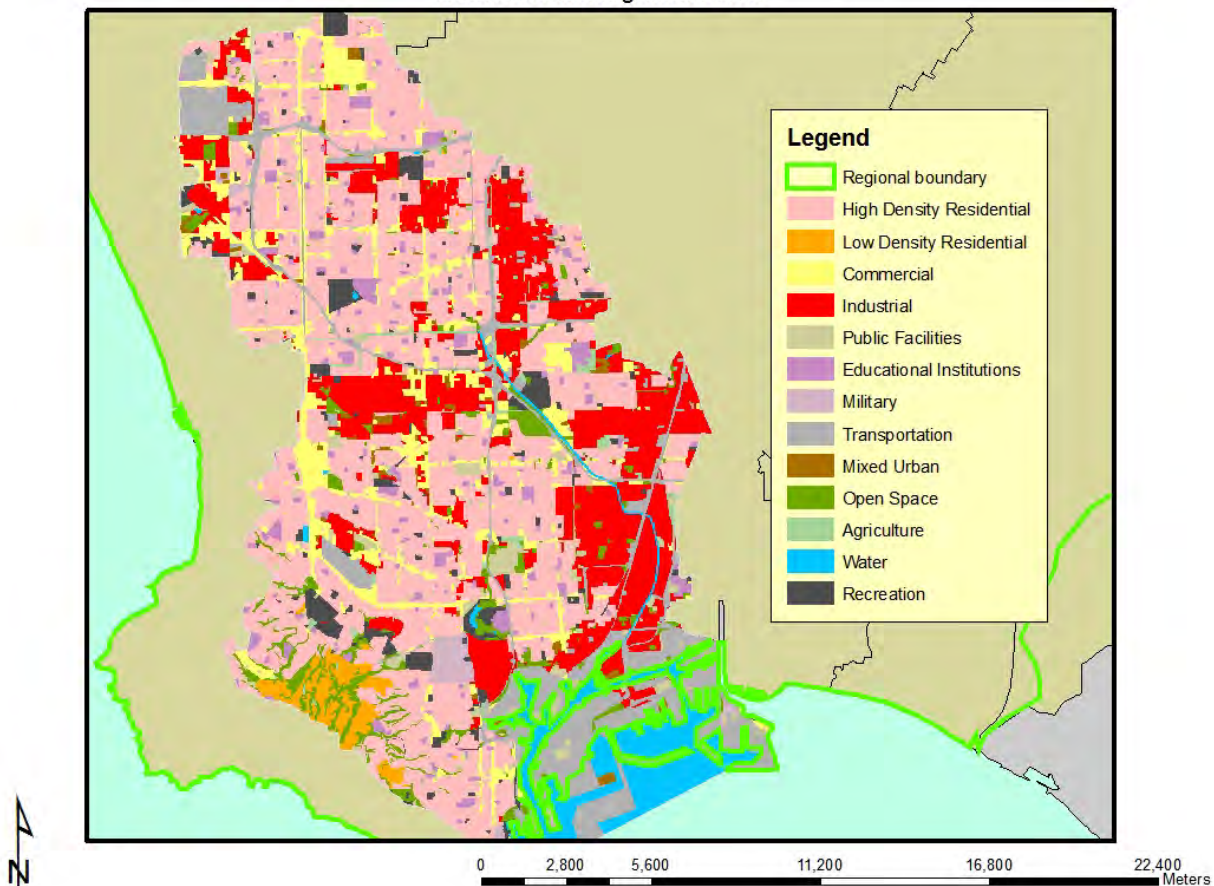 Legend
Regional boundary
High Density Residential
Low Density Residential
Commercial
Industrial
Public Facilities
Educational Institutions
Military
Transportation
Mixed Urban
Open Space
Agriculture
Water
Recreation
N
0 2,800 5,600 11,200 16,800 22,400
Meters